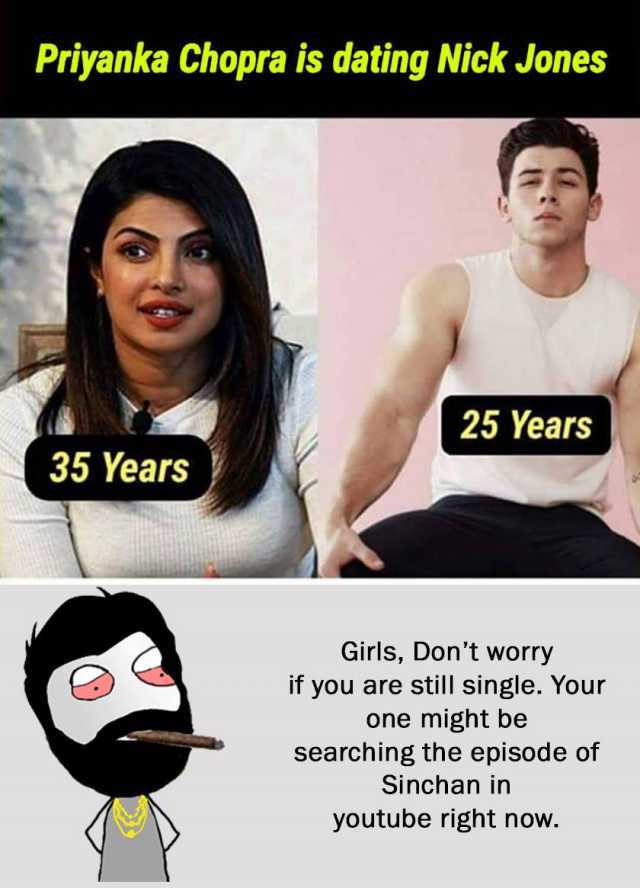 Priyanka Chopra is dating Nick Jones
35 Years
25 Years
Girls, Don’t worry
if you are still single. Your
one might be
searching the episode of
Sinchan in
youtube right now.